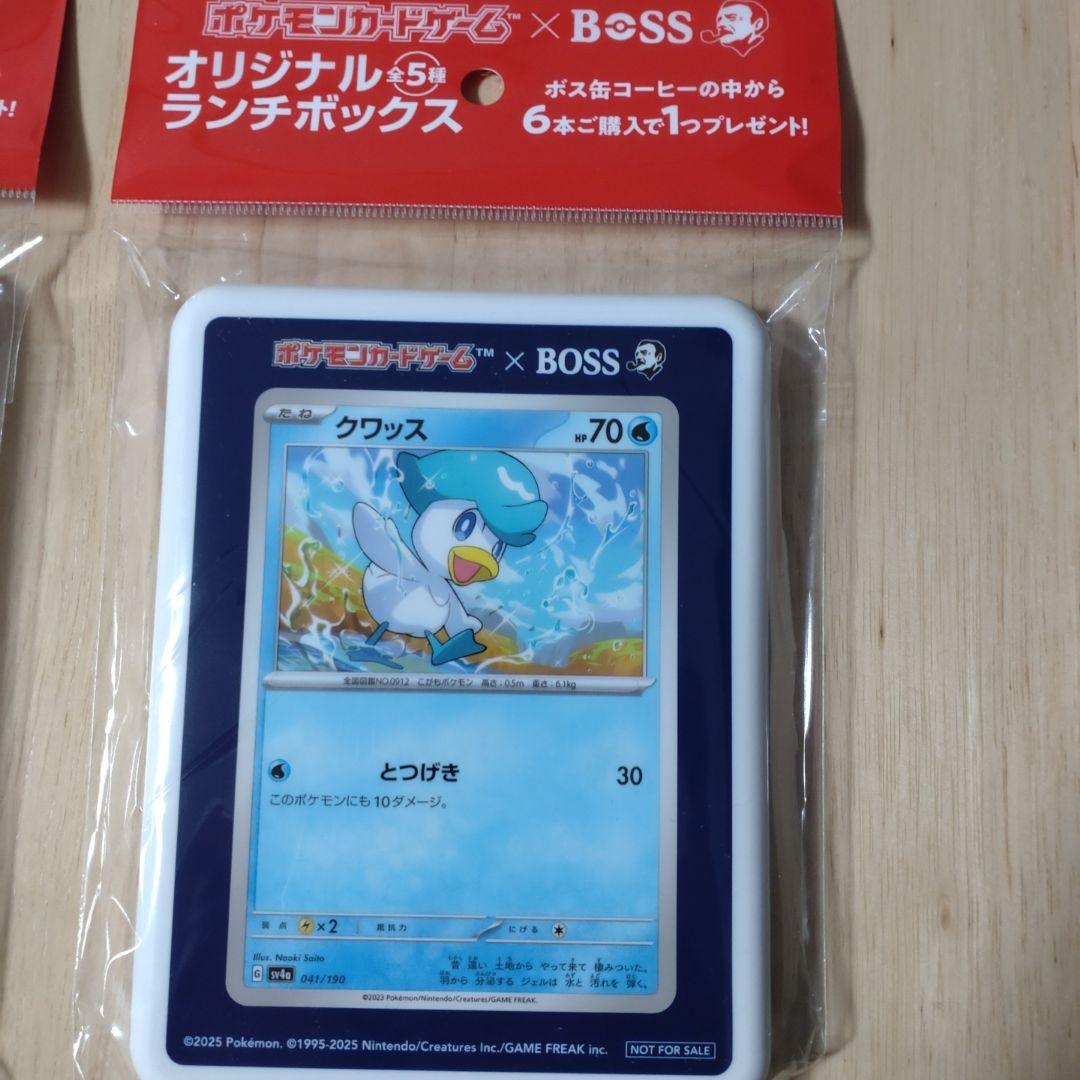 ポケモンカードゲーム™ × BOSS
オリジナル 全5種
ランチボックス
ボス缶コーヒーの中から
6本ご購入で1つプレゼント!
ト!
ポケモンカードゲーム™ × BOSS
たね クワッス HP 70
全国図鑑NO.0912 こがもポケモン 高さ:0.5m 重さ:6.1kg
とつげき 30
このポケモンにも10ダメージ。
弱点 ×2 抵抗力 にげる
Illus. Naoki Saito
G sv4a 041/190
昔 遠い 土地から やって来て 棲みついた。
羽から 分泌する ジェルは 水と 汚れを 弾く。
©2023 Pokémon/Nintendo/Creatures/GAME FREAK.
©2025 Pokémon. ©1995-2025 Nintendo/Creatures Inc./GAME FREAK inc. NOT FOR SALE